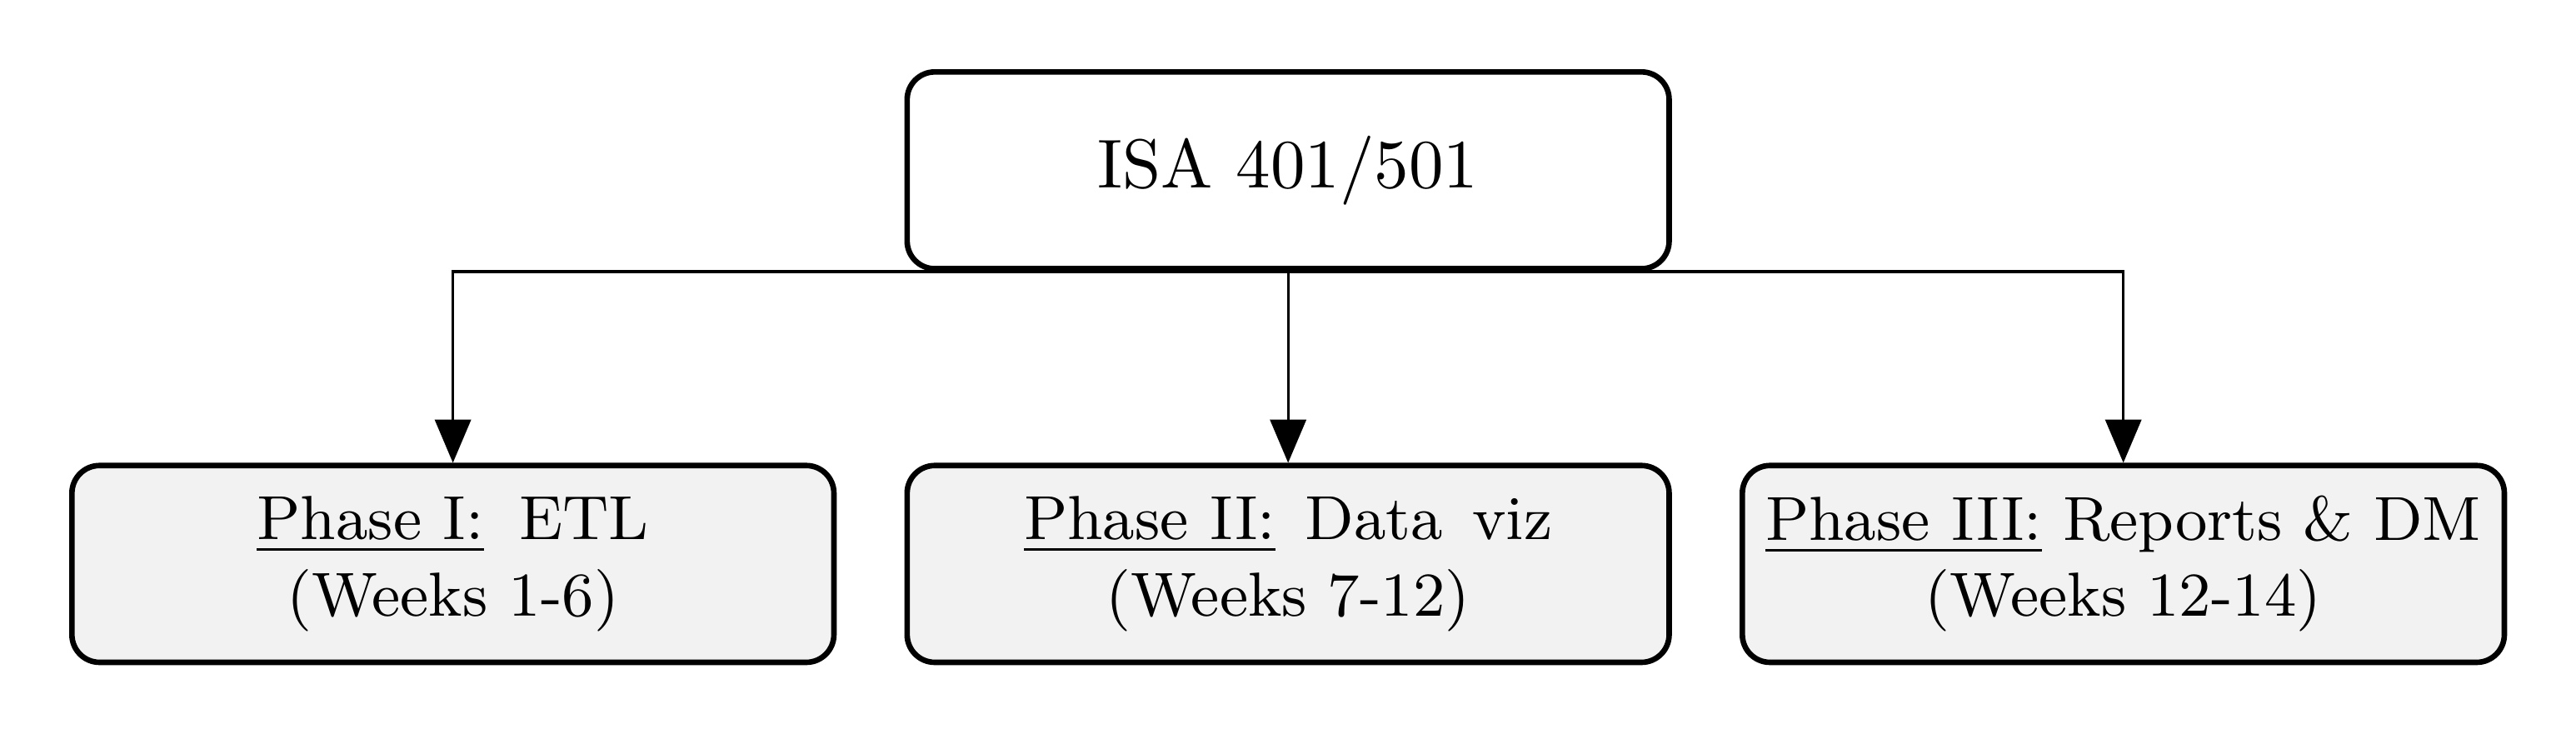 ISA 401/501
Phase I: ETL
(Weeks 1-6)
Phase II: Data viz
(Weeks 7-12)
Phase III: Reports & DM
(Weeks 12-14)